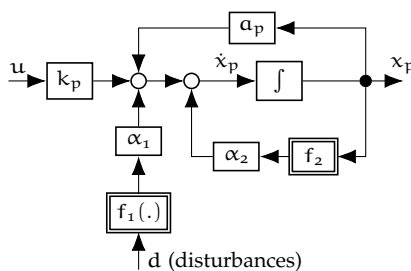 a_p
u
k_p
ẋ_p
∫
x_p
α₁
α₂
f₂
f₁(.)
d (disturbances)